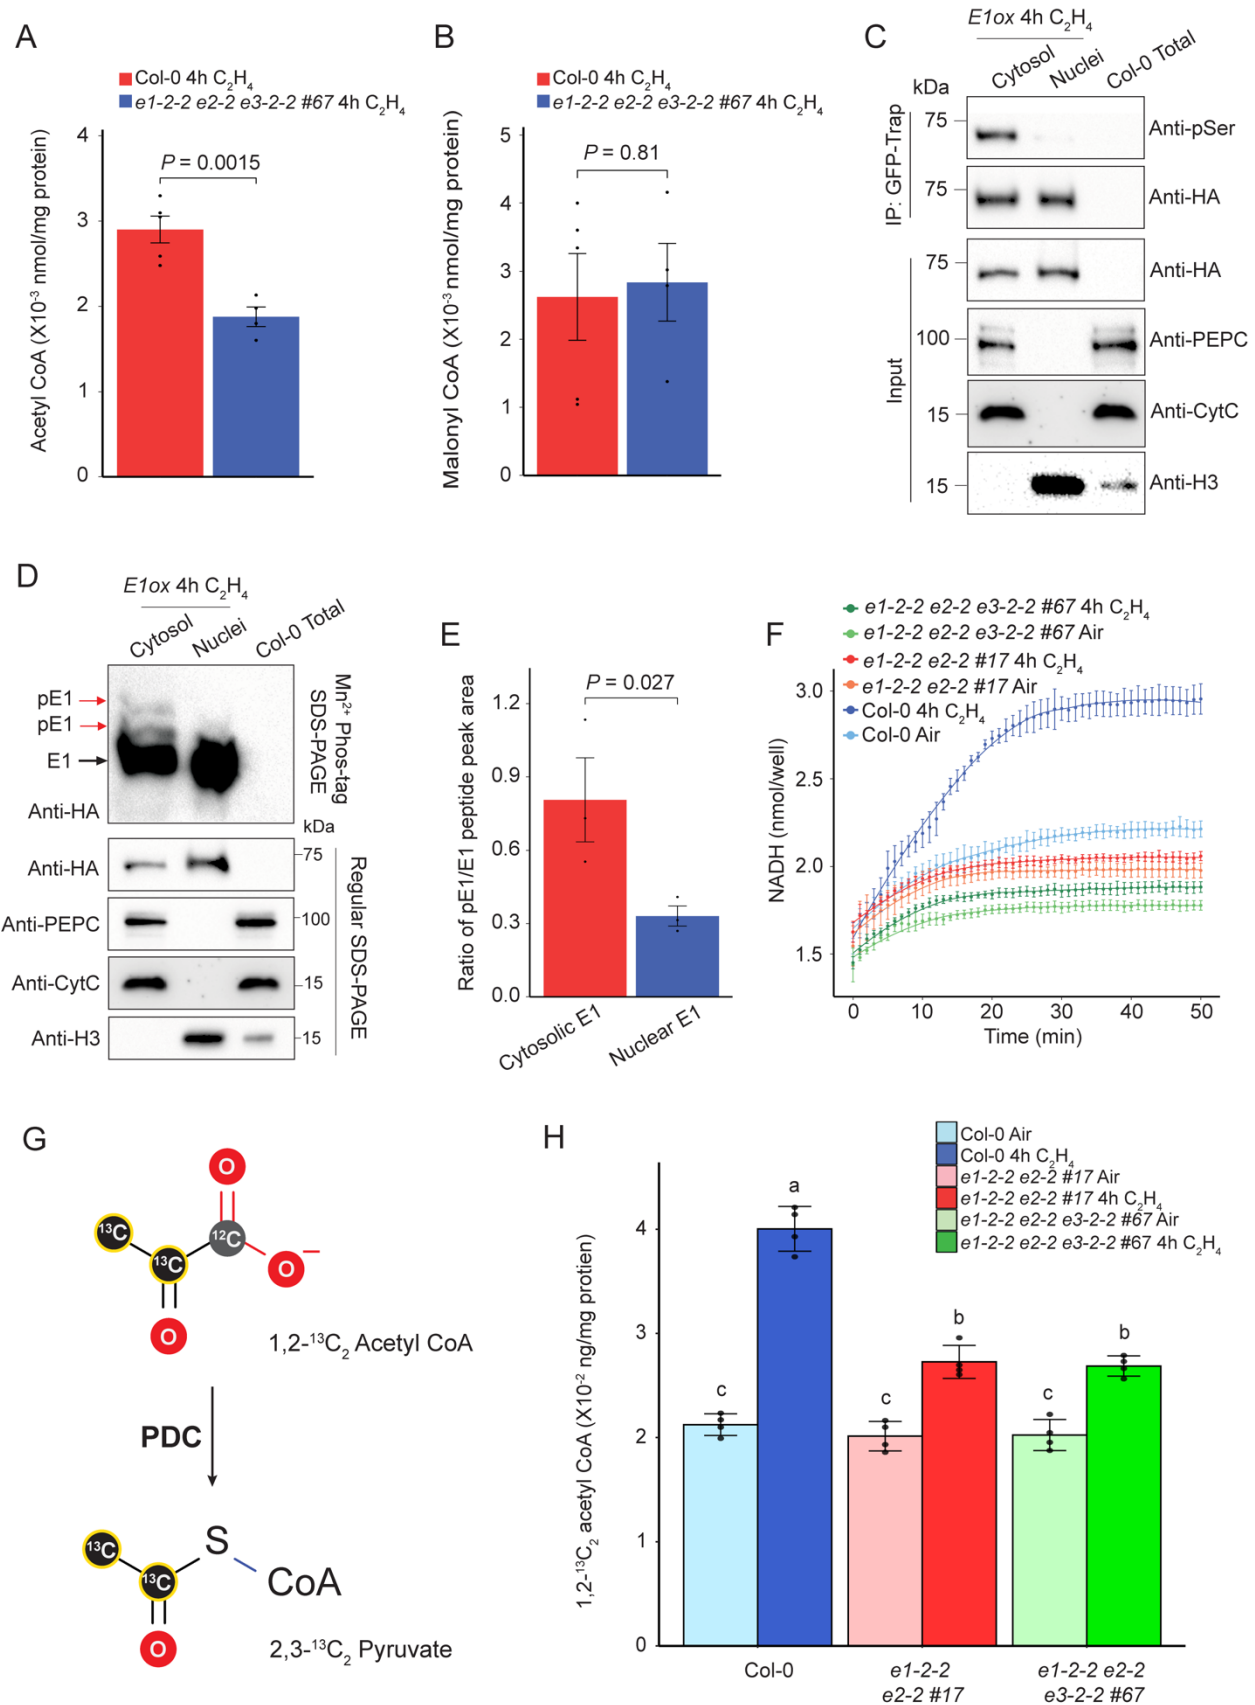 A
Col-0 4h C₂H₄
e1-2-2 e2-2 e3-2-2 #67 4h C₂H₄
Acetyl CoA (X10⁻³ nmol/mg protein)
P = 0.0015
4
3
2
1
0
B
Col-0 4h C₂H₄
e1-2-2 e2-2 e3-2-2 #67 4h C₂H₄
Malonyl CoA (X10⁻³ nmol/mg protein)
P = 0.81
5
4
3
2
1
0
C
E1ox 4h C₂H₄
Cytosol
Nuclei
Col-0 Total
kDa
IP: GFP-Trap
75
Anti-pSer
75
Anti-HA
Input
75
Anti-HA
100
Anti-PEPC
15
Anti-CytC
15
Anti-H3
D
E1ox 4h C₂H₄
Cytosol
Nuclei
Col-0 Total
pE1
pE1
E1
Anti-HA
Mn²⁺ Phos-tag
SDS-PAGE
kDa
Anti-HA
75
Anti-PEPC
100
Anti-CytC
15
Anti-H3
15
Regular SDS-PAGE
E
Ratio of pE1/E1 peptide peak area
P = 0.027
1.2
0.9
0.6
0.3
0.0
Cytosolic E1
Nuclear E1
F
e1-2-2 e2-2 e3-2-2 #67 4h C₂H₄
e1-2-2 e2-2 e3-2-2 #67 Air
e1-2-2 e2-2 #17 4h C₂H₄
e1-2-2 e2-2 #17 Air
Col-0 4h C₂H₄
Col-0 Air
NADH (nmol/well)
3.0
2.5
2.0
1.5
0 10 20 30 40 50
Time (min)
G
O
¹³C
¹²C
¹³C
O
−
O
1,2-¹³C₂ Acetyl CoA
PDC
¹³C
S
¹³C
CoA
O
2,3-¹³C₂ Pyruvate
H
Col-0 Air
Col-0 4h C₂H₄
e1-2-2 e2-2 #17 Air
e1-2-2 e2-2 #17 4h C₂H₄
e1-2-2 e2-2 e3-2-2 #67 Air
e1-2-2 e2-2 e3-2-2 #67 4h C₂H₄
1,2-¹³C₂ acetyl CoA (X10⁻² ng/mg protien)
4
3
2
1
0
c
a
c
b
c
b
Col-0
e1-2-2
e2-2 #17
e1-2-2 e2-2
e3-2-2 #67